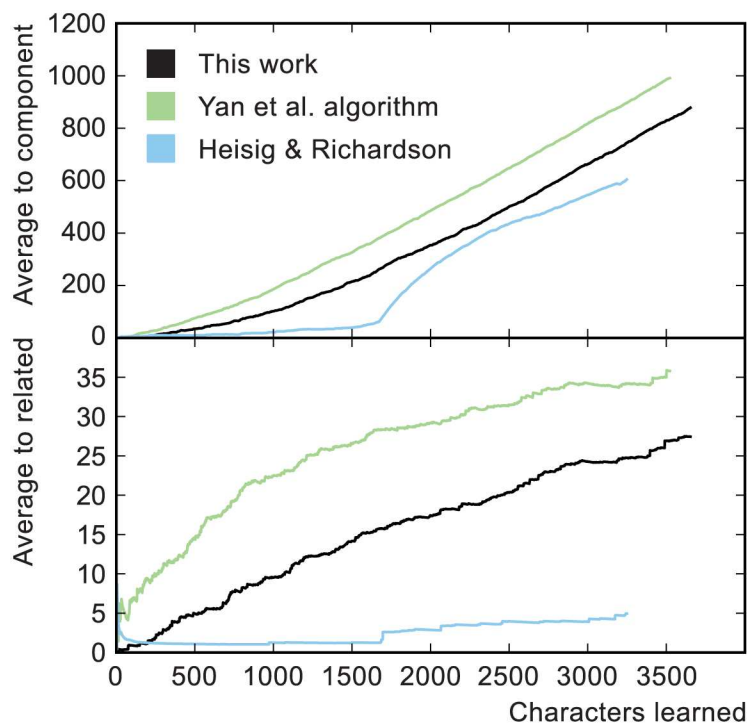 1200
1000
800
600
400
200
0
Average to component
This work
Yan et al. algorithm
Heisig & Richardson
35
30
25
20
15
10
5
0
Average to related
0 500 1000 1500 2000 2500 3000 3500
Characters learned